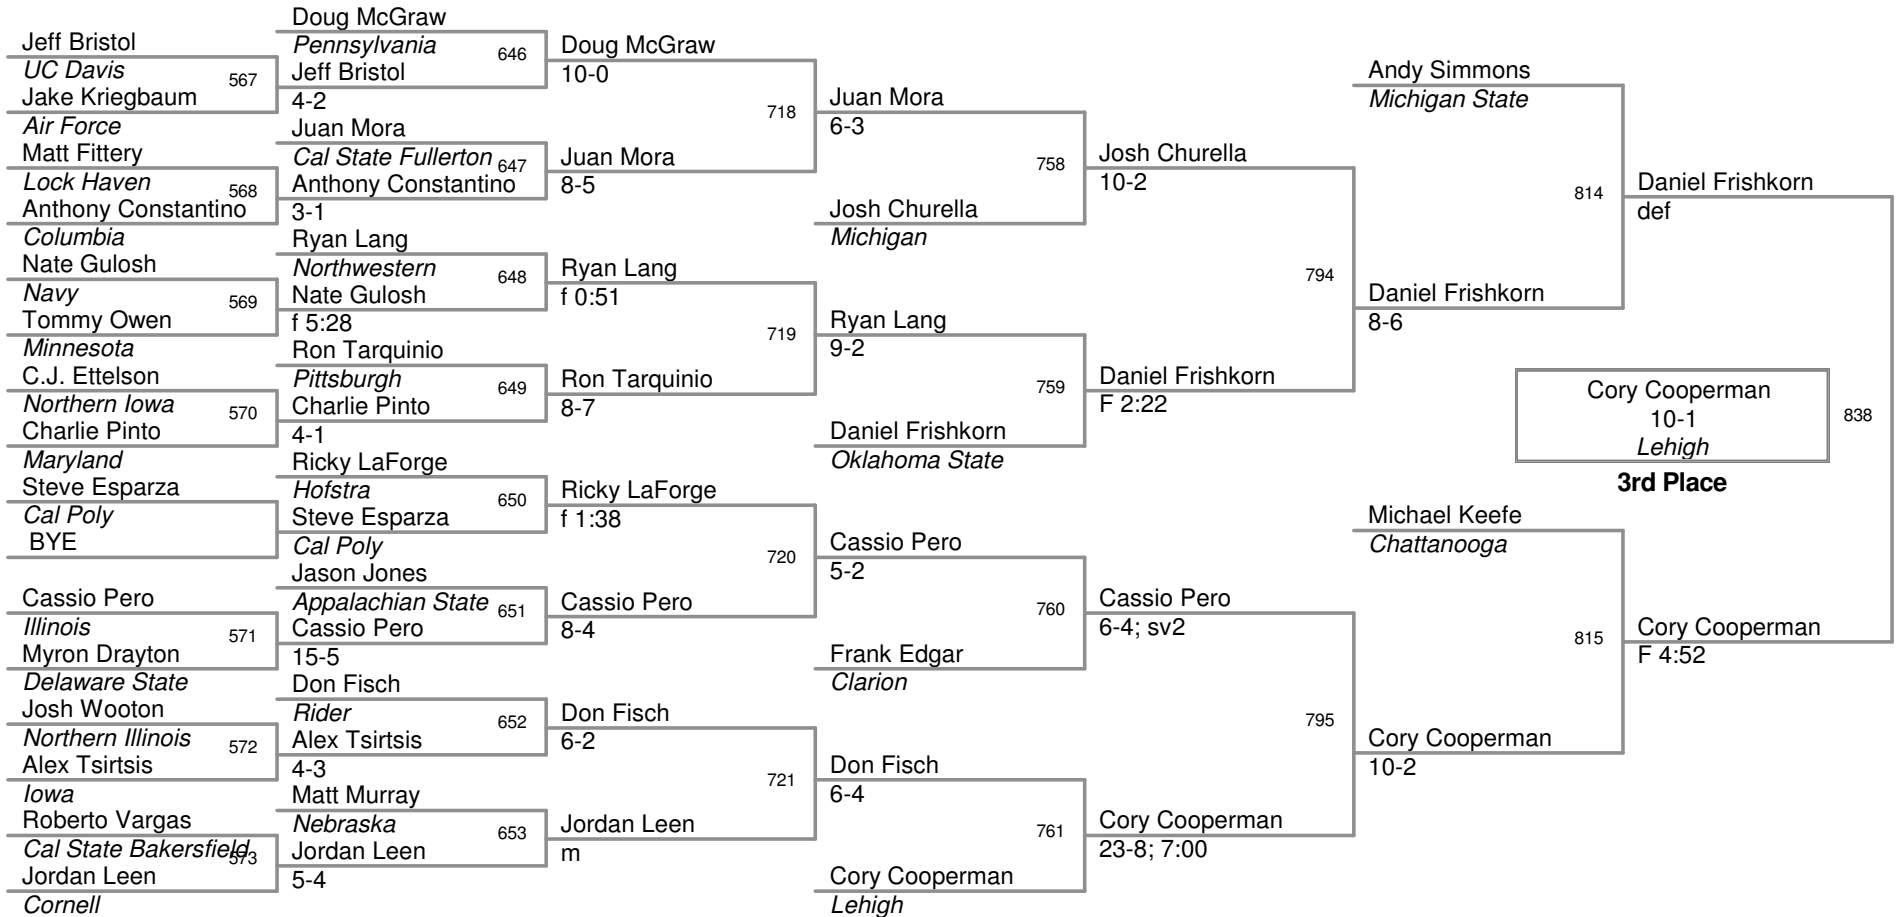 Jeff Bristol
UC Davis
567
Jake Kriegbaum
Air Force
Matt Fittery
Lock Haven
568
Anthony Constantino
Columbia
Nate Gulosh
Navy
569
Tommy Owen
Minnesota
C.J. Ettelson
Northern Iowa
570
Charlie Pinto
Maryland
Steve Esparza
Cal Poly
BYE
Cassio Pero
Illinois
571
Myron Drayton
Delaware State
Josh Wooton
Northern Illinois
572
Alex Tsirtsis
Iowa
Roberto Vargas
Cal State Bakersfield
573
Jordan Leen
Cornell
Doug McGraw
Pennsylvania
646
Jeff Bristol
4-2
Juan Mora
Cal State Fullerton
647
Anthony Constantino
3-1
Ryan Lang
Northwestern
648
Nate Gulosh
f 5:28
Ron Tarquinio
Pittsburgh
649
Charlie Pinto
4-1
Ricky LaForge
Hofstra
650
Steve Esparza
Cal Poly
Jason Jones
Appalachian State
651
Cassio Pero
15-5
Don Fisch
Rider
652
Alex Tsirtsis
4-3
Matt Murray
Nebraska
653
Jordan Leen
5-4
Doug McGraw
10-0
718
Juan Mora
8-5
Ryan Lang
f 0:51
719
Ron Tarquinio
8-7
Ricky LaForge
f 1:38
720
Cassio Pero
8-4
Don Fisch
6-2
721
Jordan Leen
m
Juan Mora
6-3
758
Josh Churella
Michigan
Ryan Lang
9-2
759
Daniel Frishkorn
Oklahoma State
Cassio Pero
5-2
760
Frank Edgar
Clarion
Don Fisch
6-4
761
Cory Cooperman
Lehigh
Josh Churella
10-2
794
Daniel Frishkorn
F 2:22
Cassio Pero
6-4; sv2
795
Cory Cooperman
23-8; 7:00
Andy Simmons
Michigan State
814
Daniel Frishkorn
8-6
Michael Keefe
Chattanooga
815
Cory Cooperman
10-2
Daniel Frishkorn
def
838
Cory Cooperman
F 4:52
Cory Cooperman
10-1
Lehigh
3rd Place